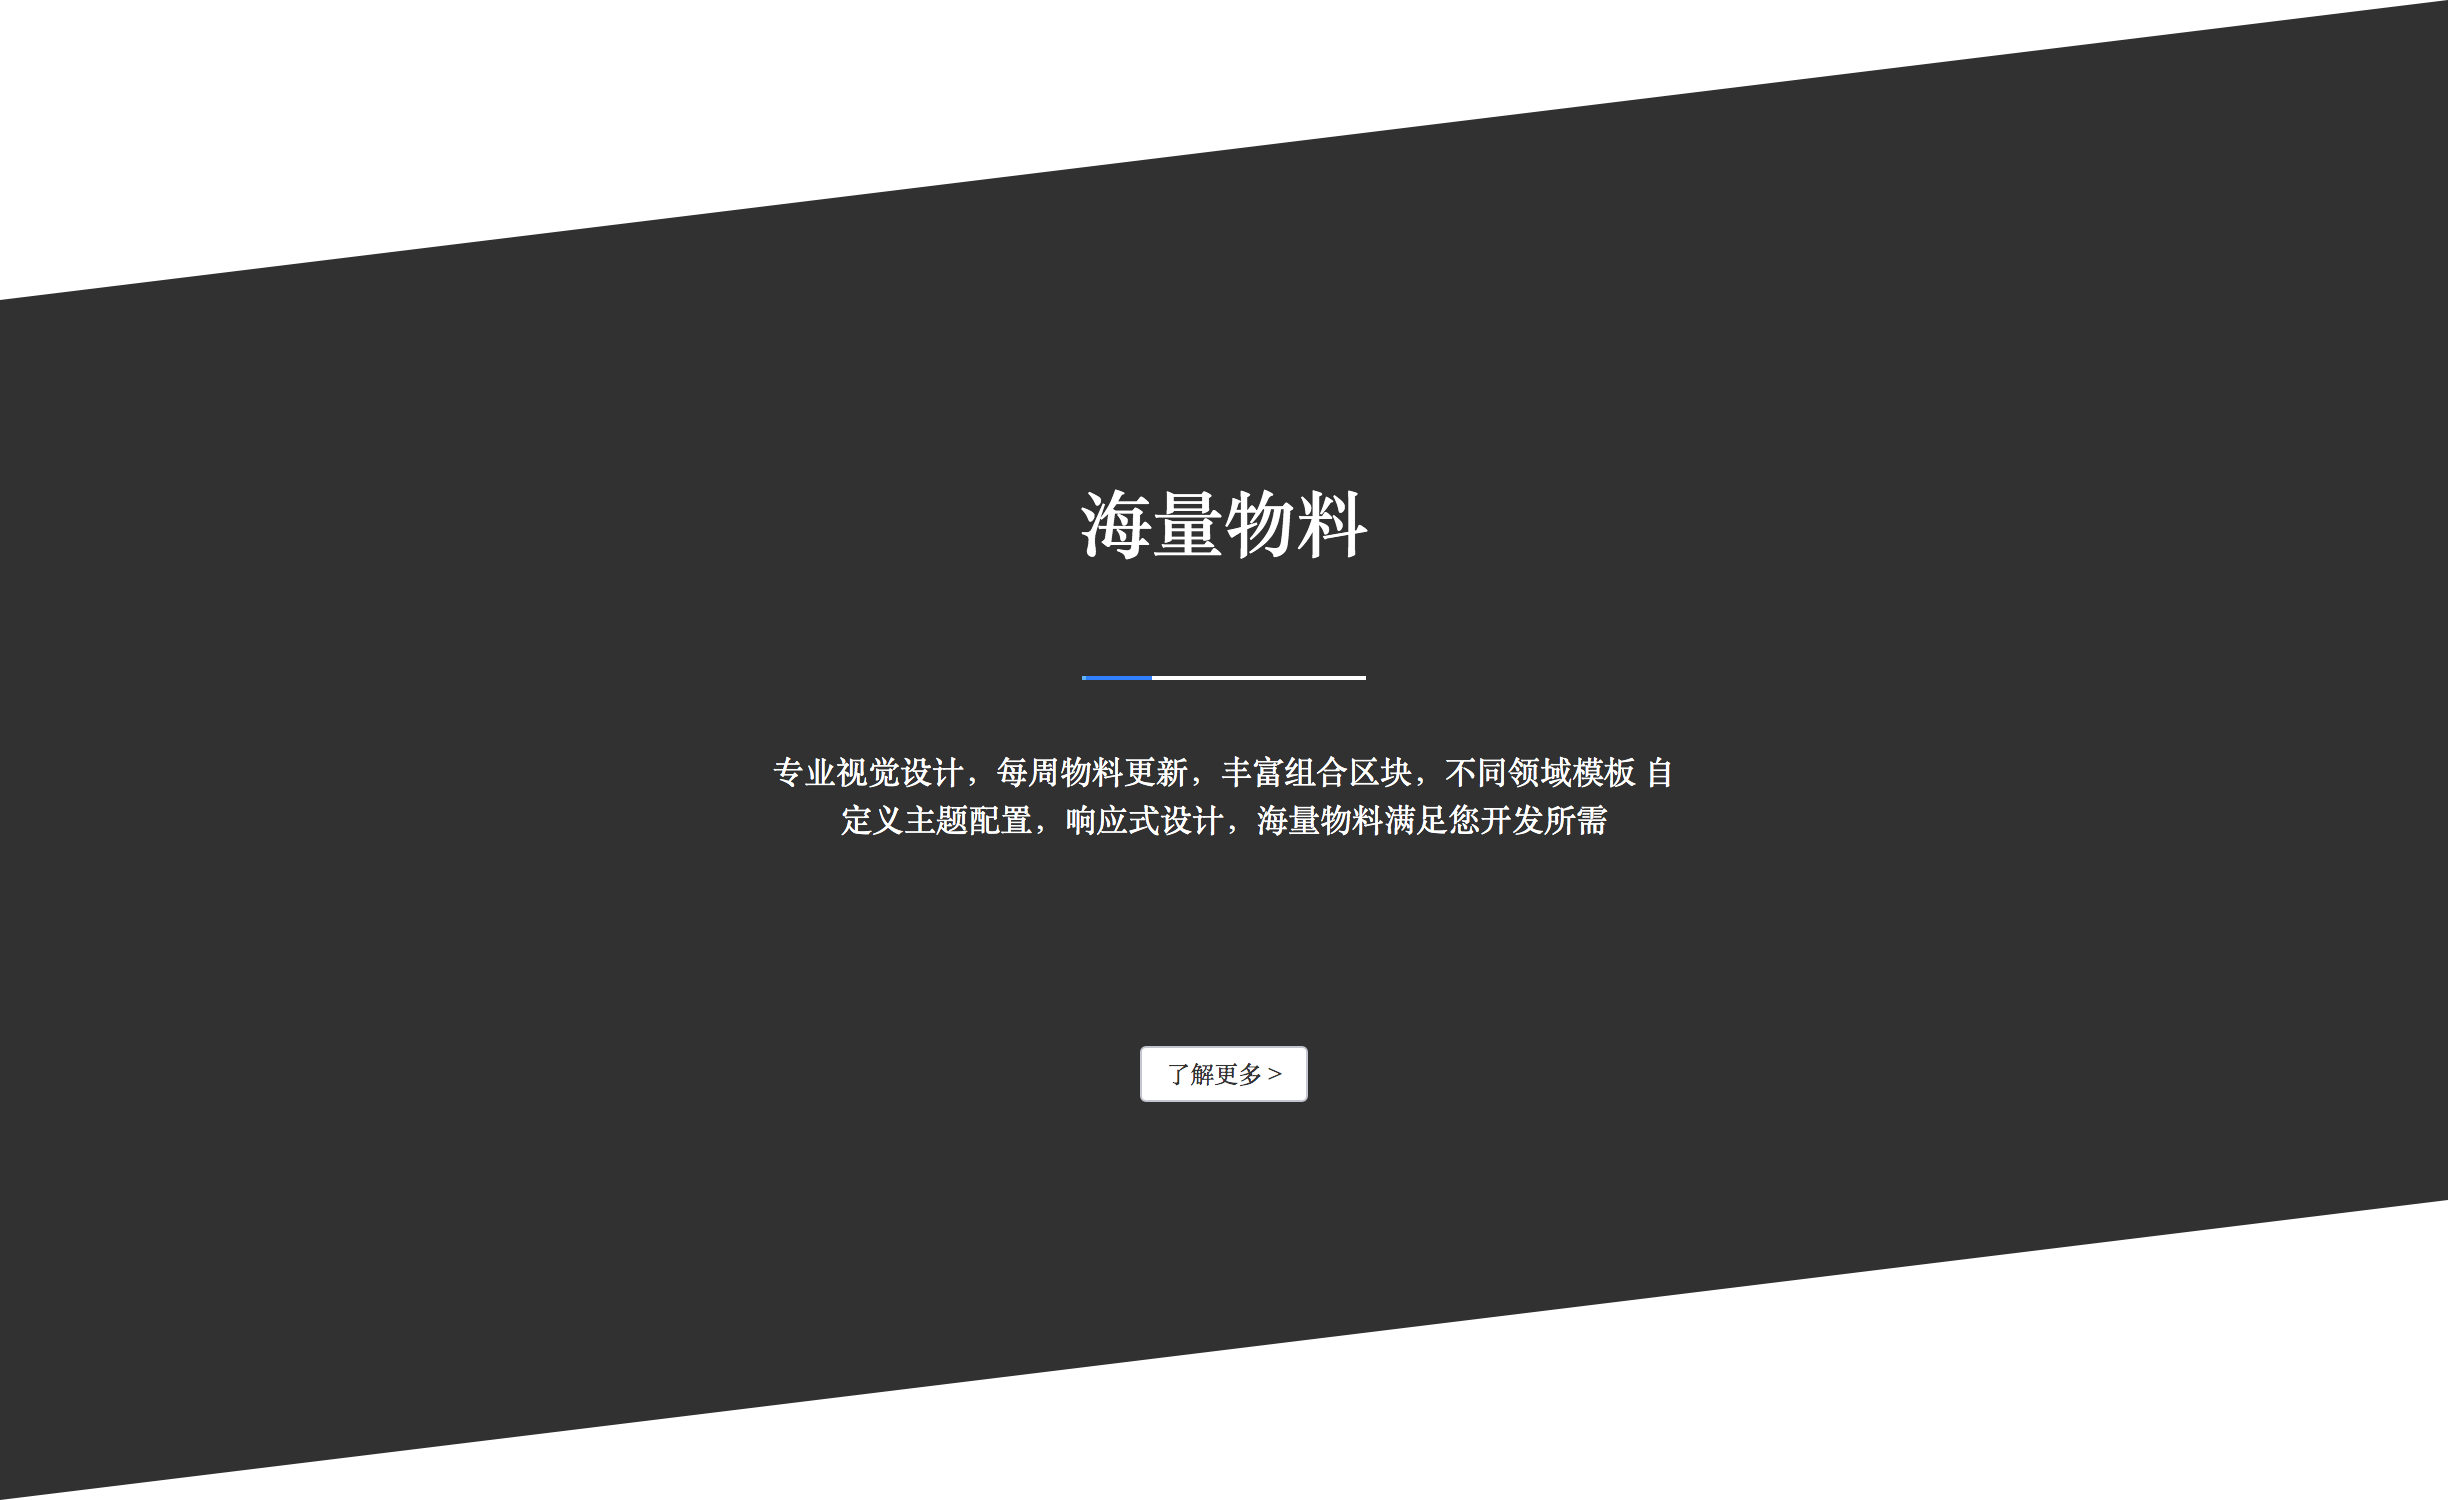 海量物料
专业视觉设计，每周物料更新，丰富组合区块，不同领域模板 自
定义主题配置，响应式设计，海量物料满足您开发所需
了解更多 >